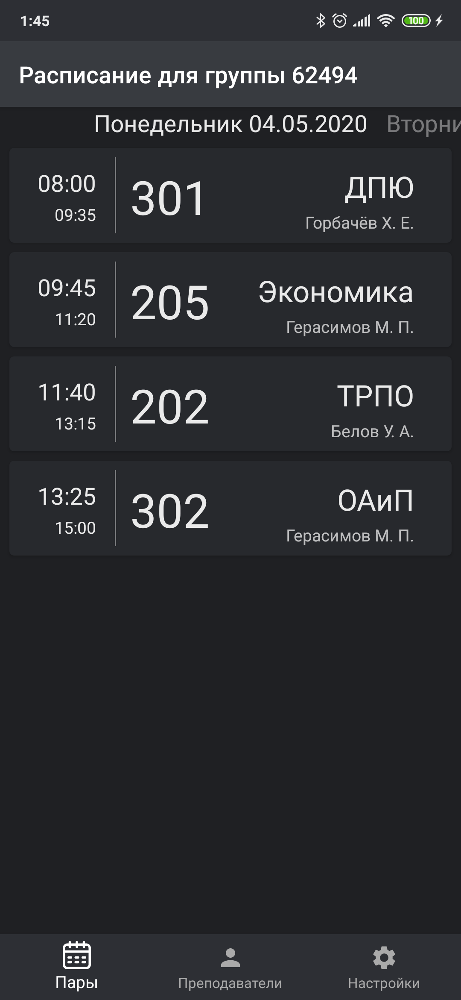 1:45
100
Расписание для группы 62494
Понедельник 04.05.2020 Вторни
08:00
09:35
301
ДПЮ
Горбачёв Х. Е.
09:45
11:20
205
Экономика
Герасимов М. П.
11:40
13:15
202
ТРПО
Белов У. А.
13:25
15:00
302
ОАиП
Герасимов М. П.
Пары
Преподаватели
Настройки